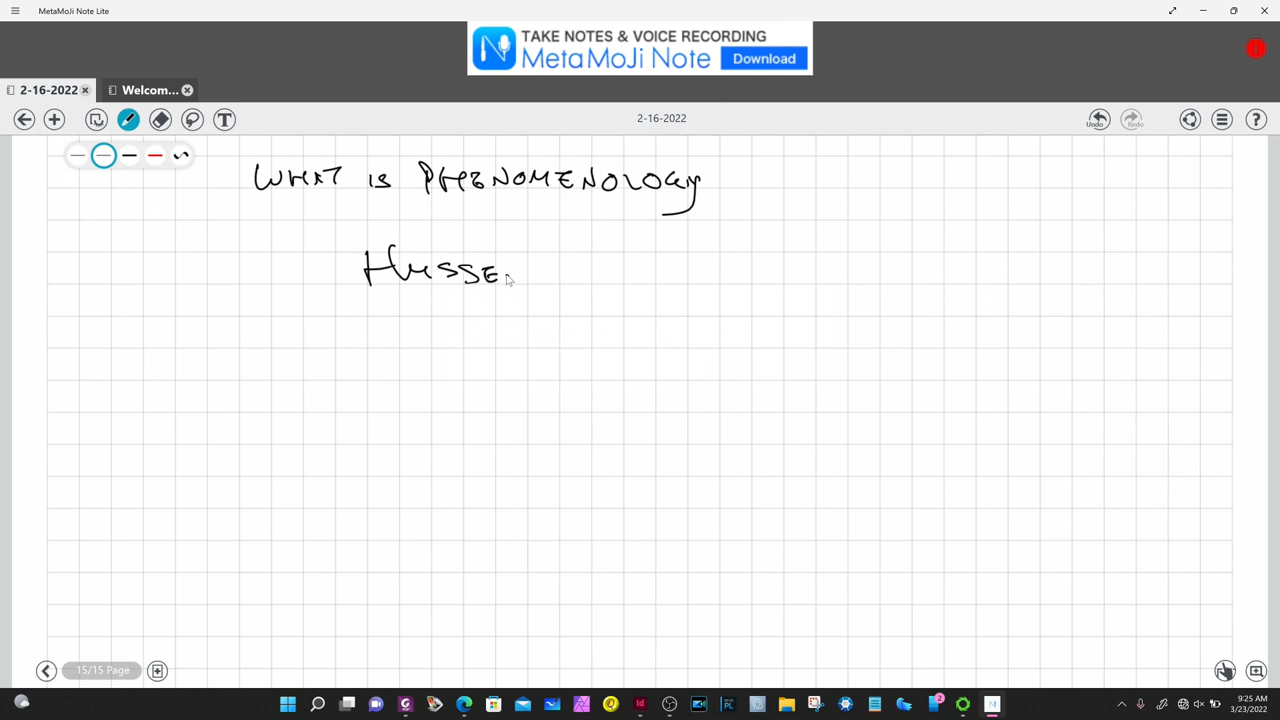 MetaMoJi Note Lite
TAKE NOTES & VOICE RECORDING
MetaMoJi Note Download
2-16-2022 Welcom...
T 2-16-2022 Undo Redo
WHAT IS PHENOMENOLOGY
HUSSE
15/15 Page
9:25 AM
3/23/2022